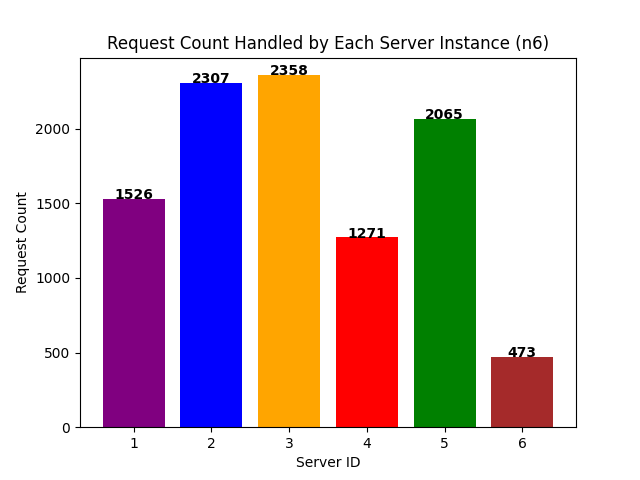 Request Count Handled by Each Server Instance (n6)
2358
2307
2065
1526
1271
473
2000
1500
1000
500
0
Request Count
1 2 3 4 5 6
Server ID